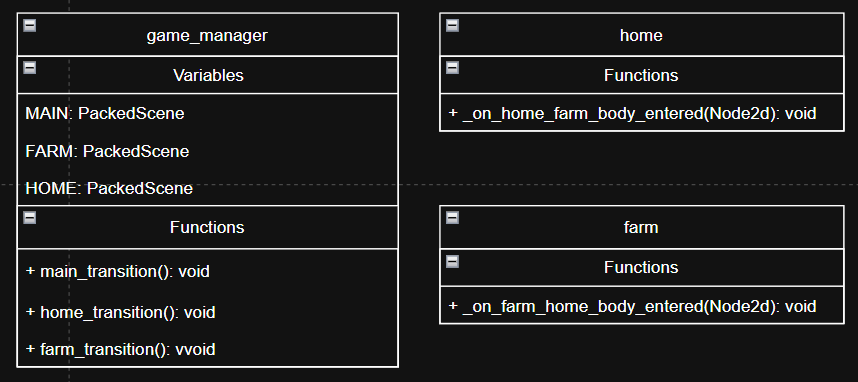 game_manager
Variables
MAIN: PackedScene
FARM: PackedScene
HOME: PackedScene
Functions
+ main_transition(): void
+ home_transition(): void
+ farm_transition(): vvoid
home
Functions
+ _on_home_farm_body_entered(Node2d): void
farm
Functions
+ _on_farm_home_body_entered(Node2d): void